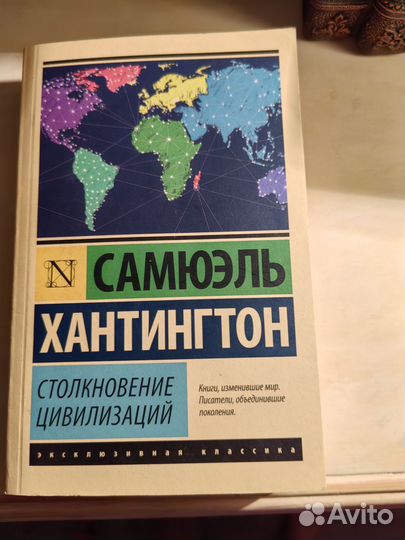 N
САМЮЭЛЬ
ХАНТИНГТОН
СТОЛКНОВЕНИЕ
ЦИВИЛИЗАЦИЙ
Книги, изменившие мир.
Писатели, объединившие
поколения.
эксклюзивная классика
Avito